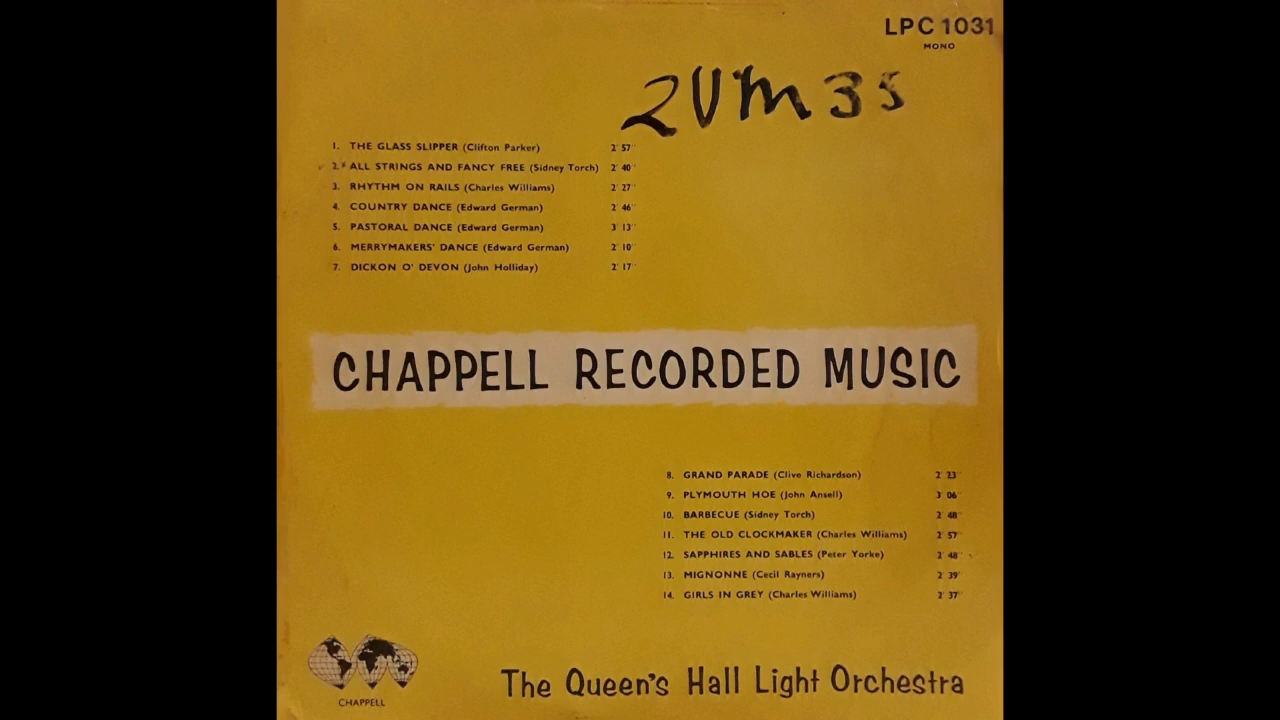 LPC 1031
MONO
2UM35
1. THE GLASS SLIPPER (Clifton Parker) 2' 57''
2. ALL STRINGS AND FANCY FREE (Sidney Torch) 2' 40''
3. RHYTHM ON RAILS (Charles Williams) 2' 27''
4. COUNTRY DANCE (Edward German) 2' 46''
5. PASTORAL DANCE (Edward German) 3' 13''
6. MERRYMAKERS' DANCE (Edward German) 2' 10''
7. DICKON O' DEVON (John Holliday) 2' 17''
CHAPPELL RECORDED MUSIC
8. GRAND PARADE (Clive Richardson) 2' 23''
9. PLYMOUTH HOE (John Ansell) 3' 06''
10. BARBECUE (Sidney Torch) 2' 48''
11. THE OLD CLOCKMAKER (Charles Williams) 2' 57''
12. SAPPHIRES AND SABLES (Peter Yorke) 2' 48''
13. MIGNONNE (Cecil Rayners) 2' 39''
14. GIRLS IN GREY (Charles Williams) 2' 37''
CHAPPELL
The Queen's Hall Light Orchestra